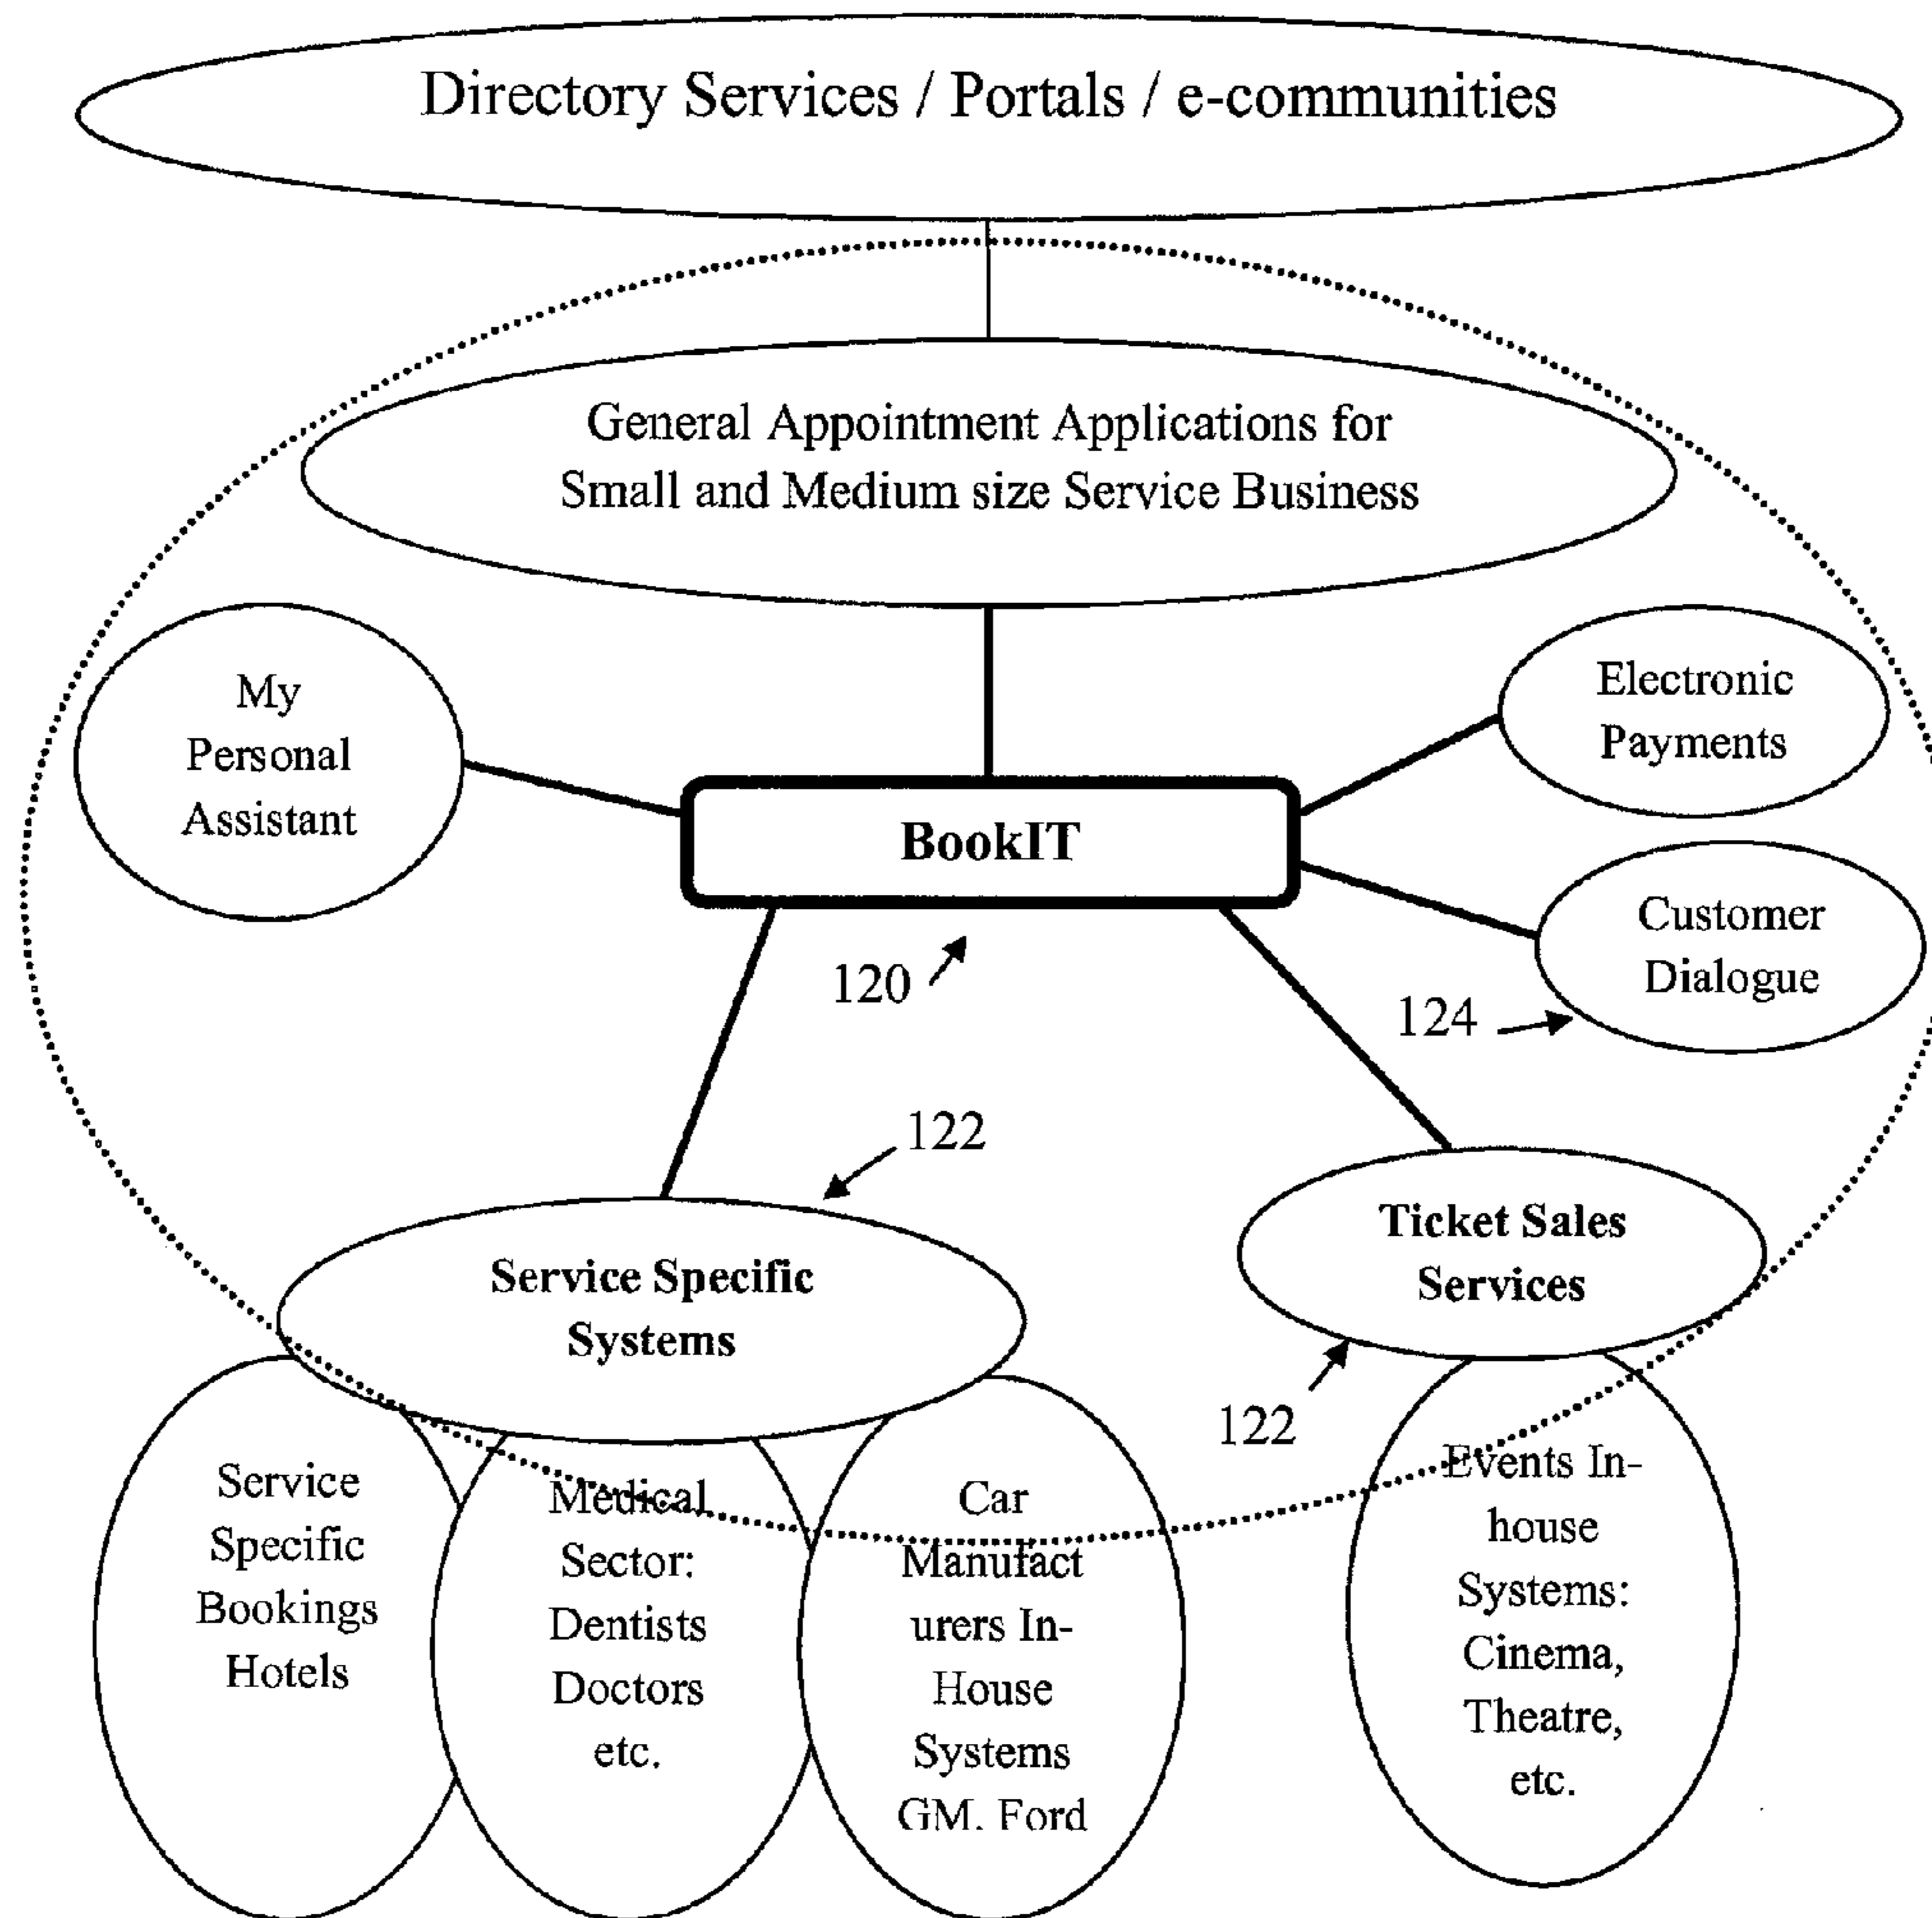 Directory Services / Portals / e-communities
General Appointment Applications for
Small and Medium size Service Business
My
Personal
Assistant
Electronic
Payments
BookIT
Customer
Dialogue
120
124
122
Service Specific
Systems
Ticket Sales
Services
122
Service
Specific
Bookings
Hotels
Medical
Sector:
Dentists
Doctors
etc.
Car
Manufact
urers In-
House
Systems
GM. Ford
Events In-
house
Systems:
Cinema,
Theatre,
etc.